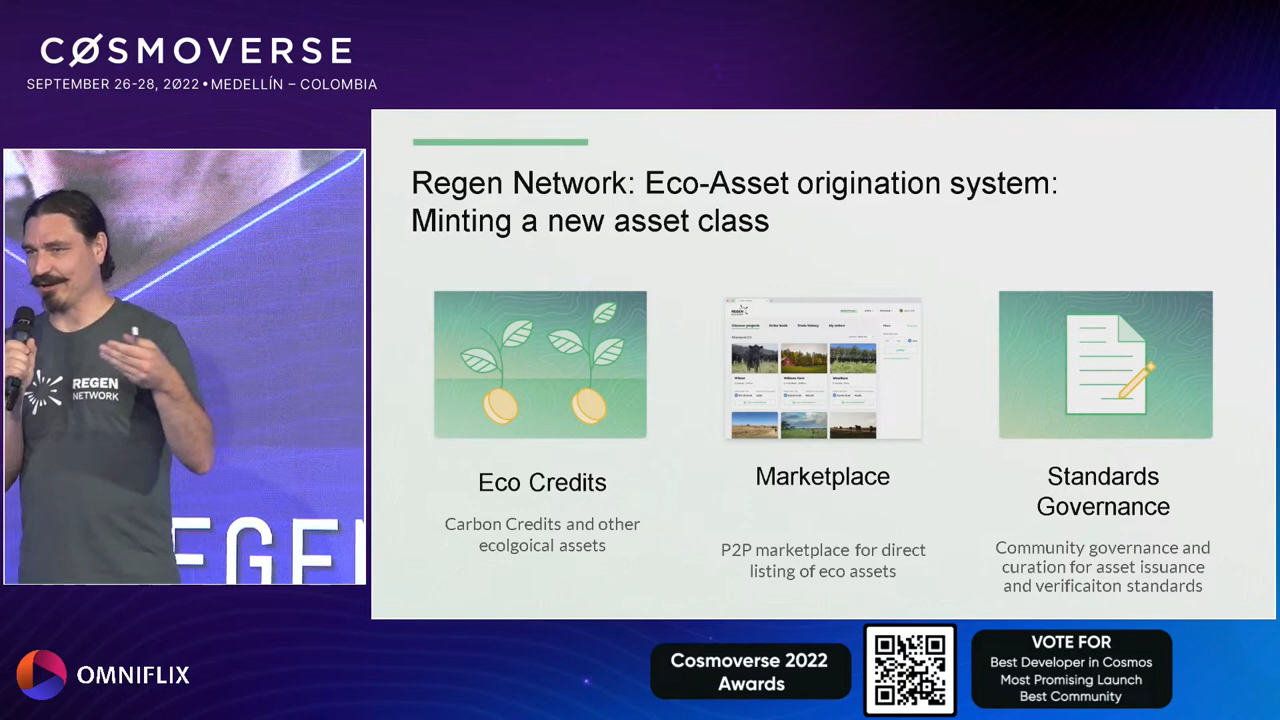 CØSMOVERSE
SEPTEMBER 26-28, 2Ø22 • MEDELLÍN – COLOMBIA
REGEN
NETWORK
EGEN
Regen Network: Eco-Asset origination system:
Minting a new asset class
Eco Credits
Carbon Credits and other
ecolgoical assets
REGEN
Marketplace
P2P marketplace for direct
listing of eco assets
Standards
Governance
Community governance and
curation for asset issuance
and verificaiton standards
OMNIFLIX
Cosmoverse 2022
Awards
VOTE FOR
Best Developer in Cosmos
Most Promising Launch
Best Community